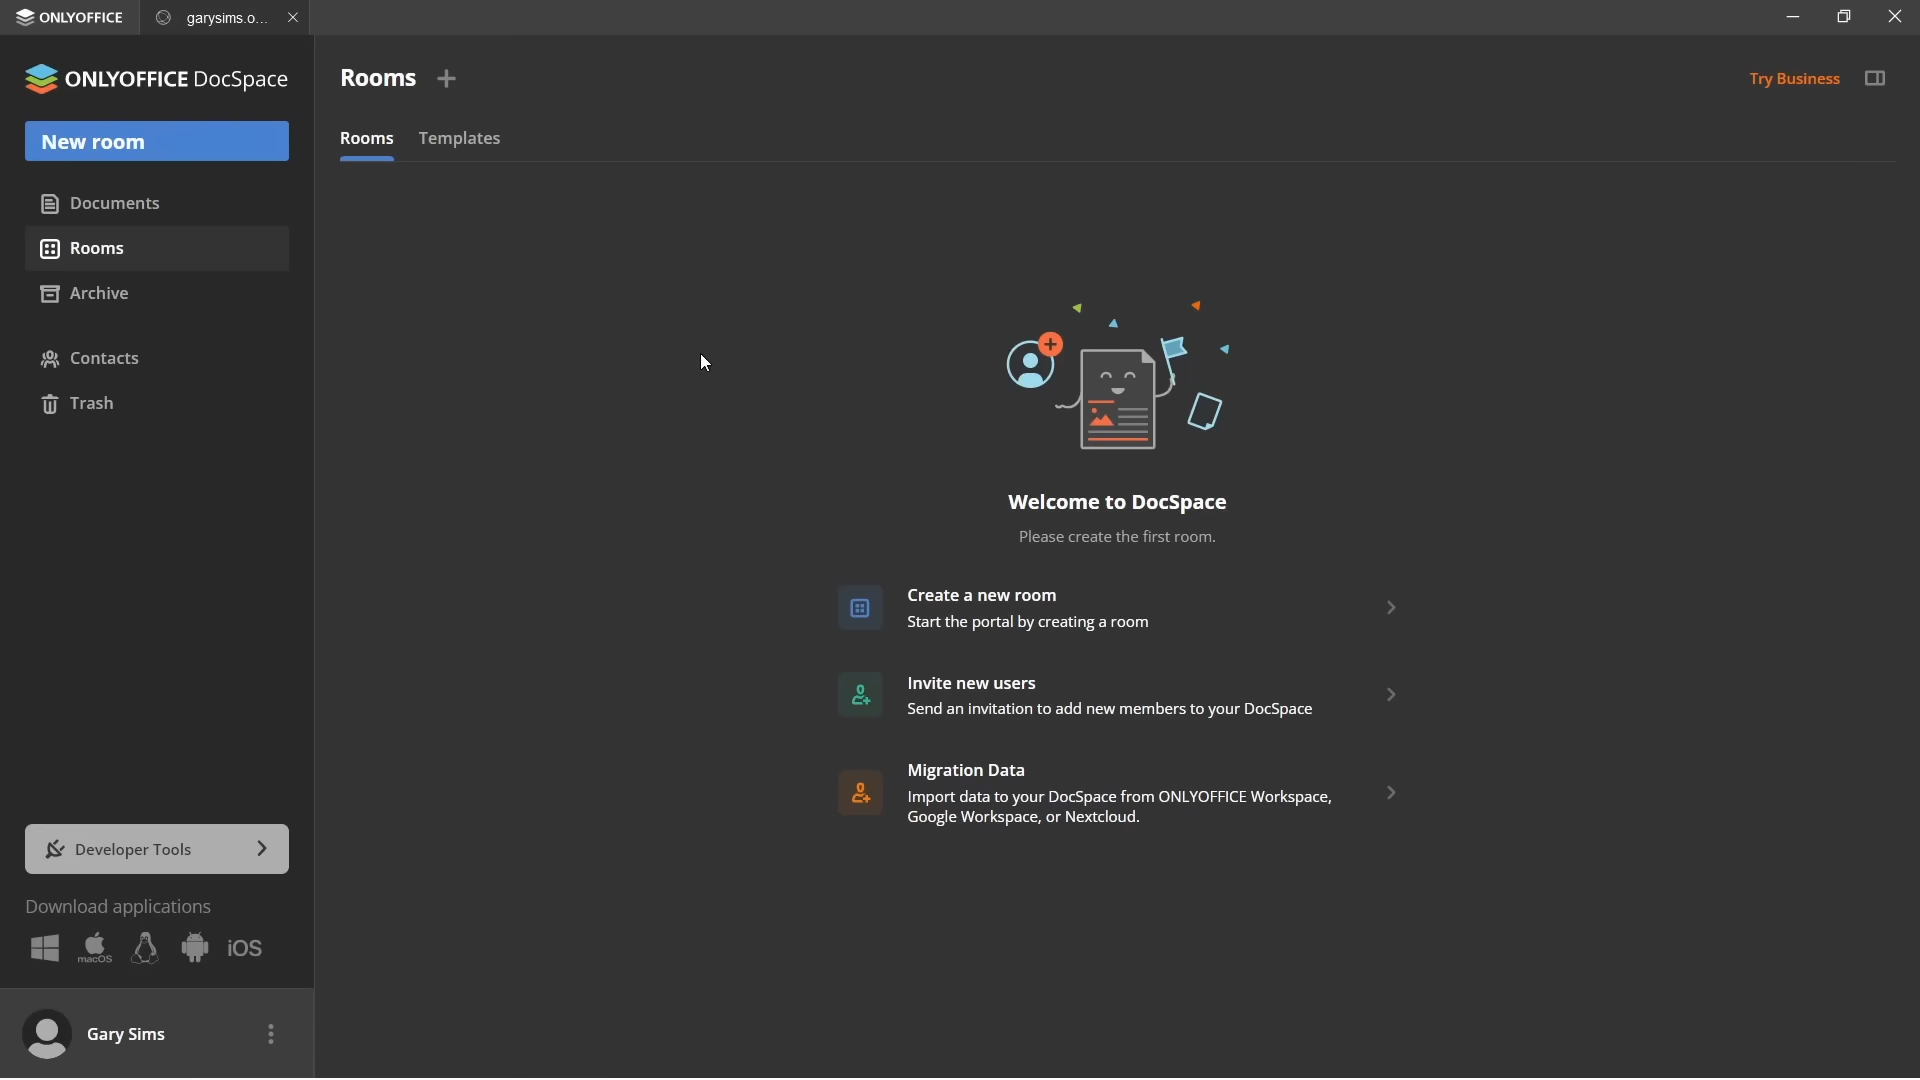 ONLYOFFICE
garysims.o...
ONLYOFFICE DocSpace
New room
Documents
Rooms
Archive
Contacts
Trash
Developer Tools
Download applications
macOS
iOS
Gary Sims
Rooms
Try Business
Rooms
Templates
Welcome to DocSpace
Please create the first room.
Create a new room
Start the portal by creating a room
Invite new users
Send an invitation to add new members to your DocSpace
Migration Data
Import data to your DocSpace from ONLYOFFICE Workspace,
Google Workspace, or Nextcloud.